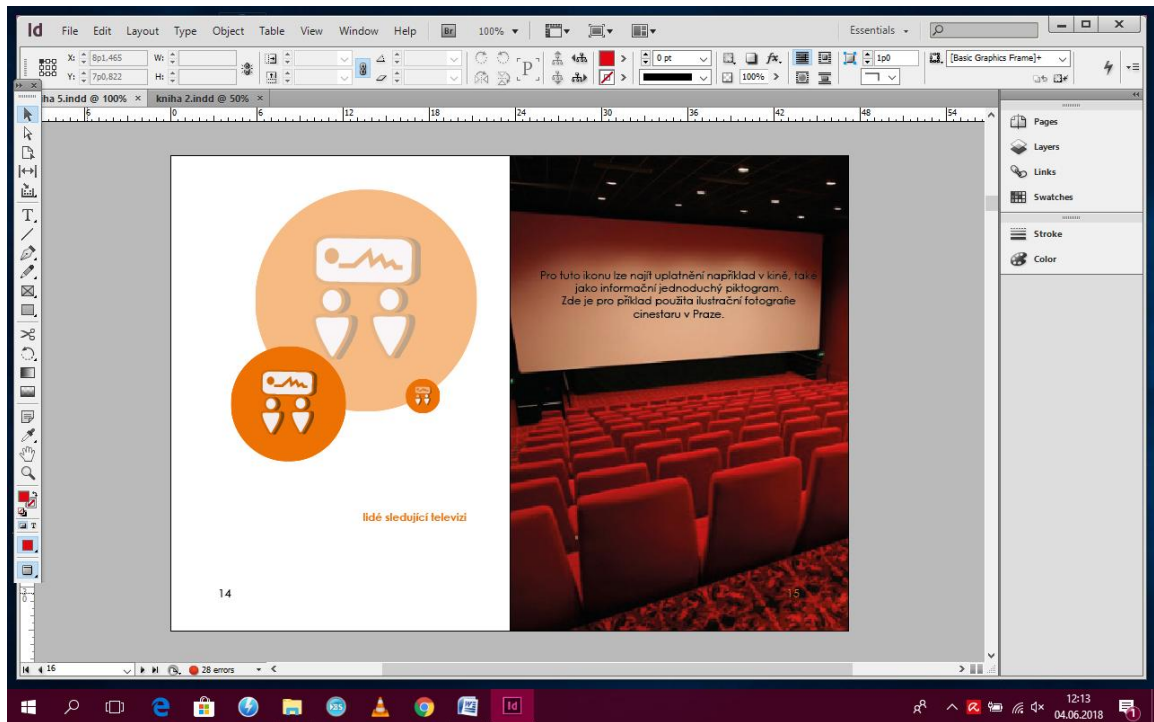 Id File Edit Layout Type Object Table View Window Help Br 100% Essentials
X: 8p1.465 W: 0 pt 1p0 [Basic Graphics Frame]+
Y: 7p0.822 H: P 100%
ha 5.indd @ 100% × kniha 2.indd @ 50% ×
6 0 6 12 18 24 30 36 42 48 54
Pages
Layers
Links
Swatches
Stroke
Color
Pro tuto ikonu lze najít uplatnění například v kině, take
jako informační jednoduchý piktogram.
Zde je pro příklad použita ilustrační fotografie
cinestaru v Praze.
lidé sledující televizi
14 15
16 28 errors
KBS Id 12:13
04.06.2018